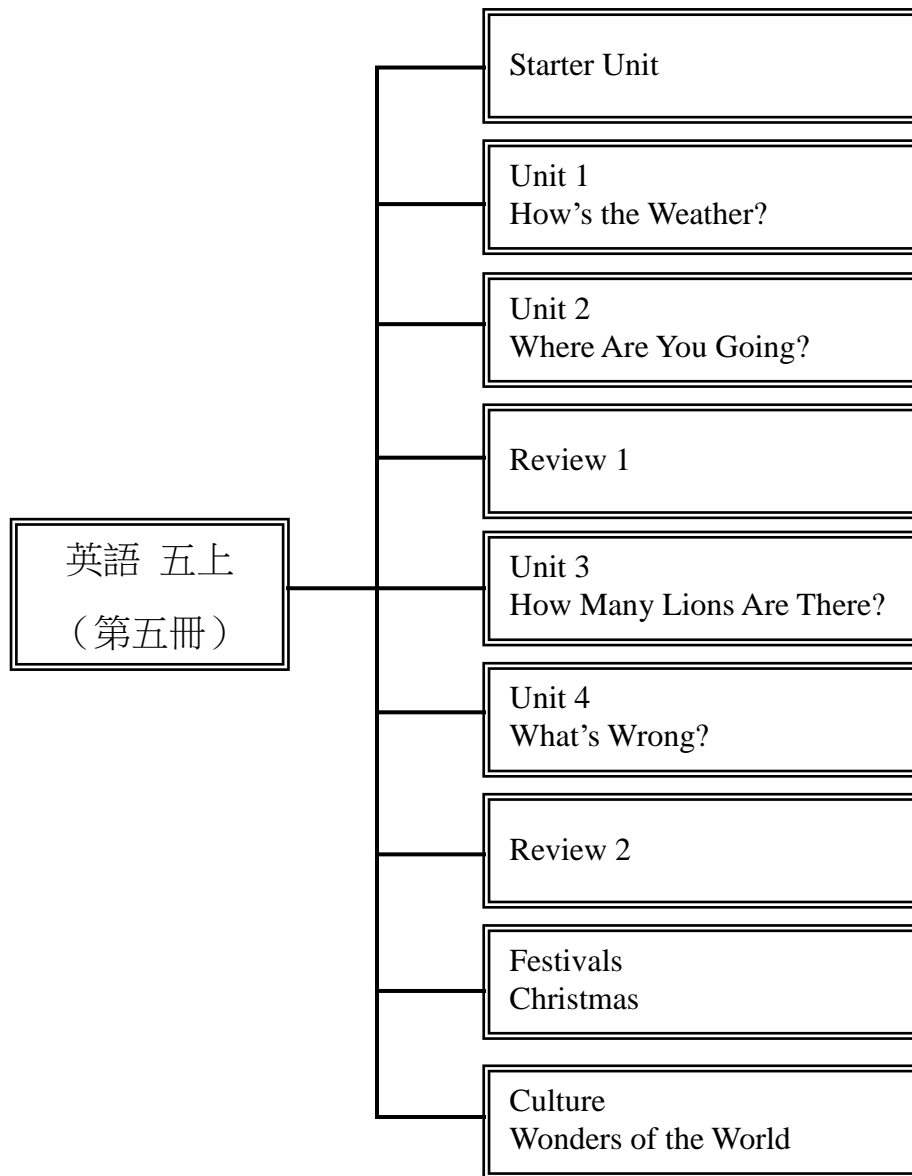 Starter Unit
Unit 1
How's the Weather?
Unit 2
Where Are You Going?
Review 1
英語 五上
（第五冊）
Unit 3
How Many Lions Are There?
Unit 4
What's Wrong?
Review 2
Festivals
Christmas
Culture
Wonders of the World